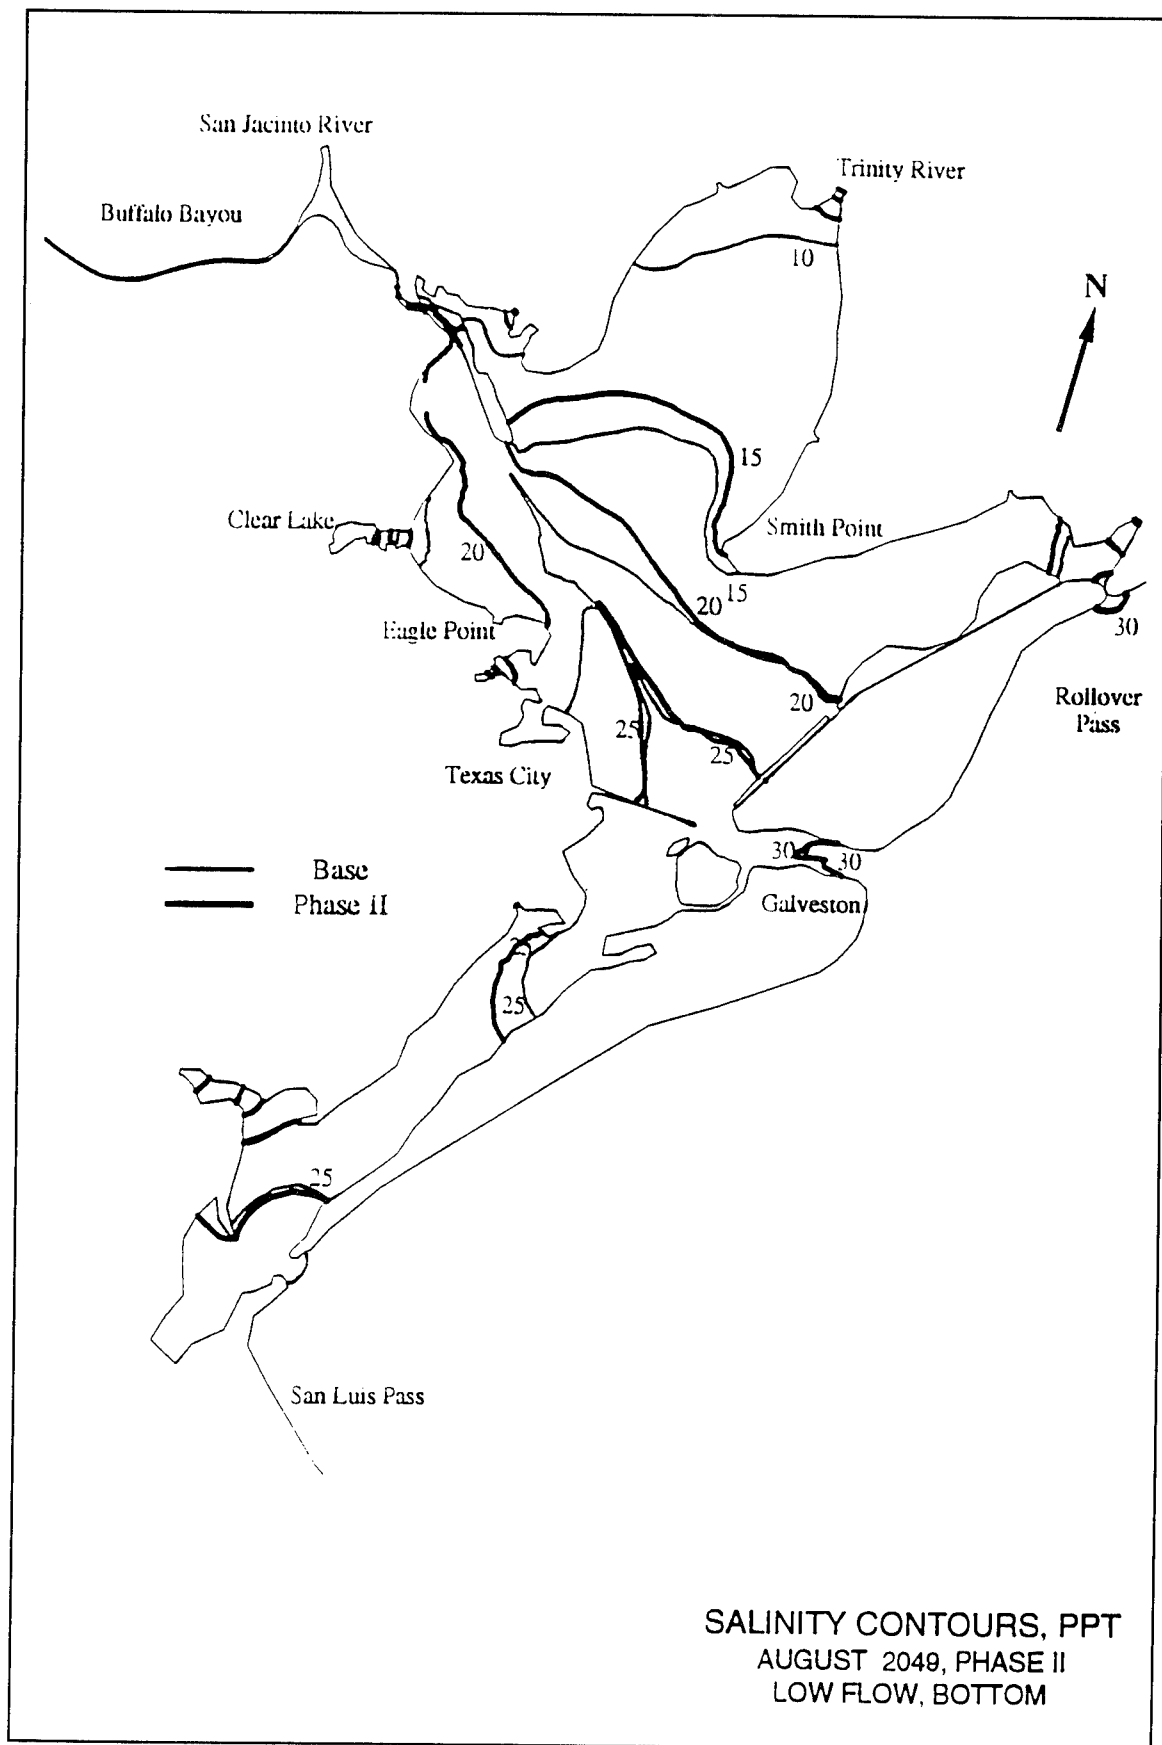 San Jacinto River
Trinity River
Buffalo Bayou
10
N
15
Clear Lake
Smith Point
20
15
20
30
Eagle Point
20
Rollover
Pass
25
25
Texas City
30
30
Base
Phase II
Galveston
25
25
San Luis Pass
SALINITY CONTOURS, PPT
AUGUST 2049, PHASE II
LOW FLOW, BOTTOM